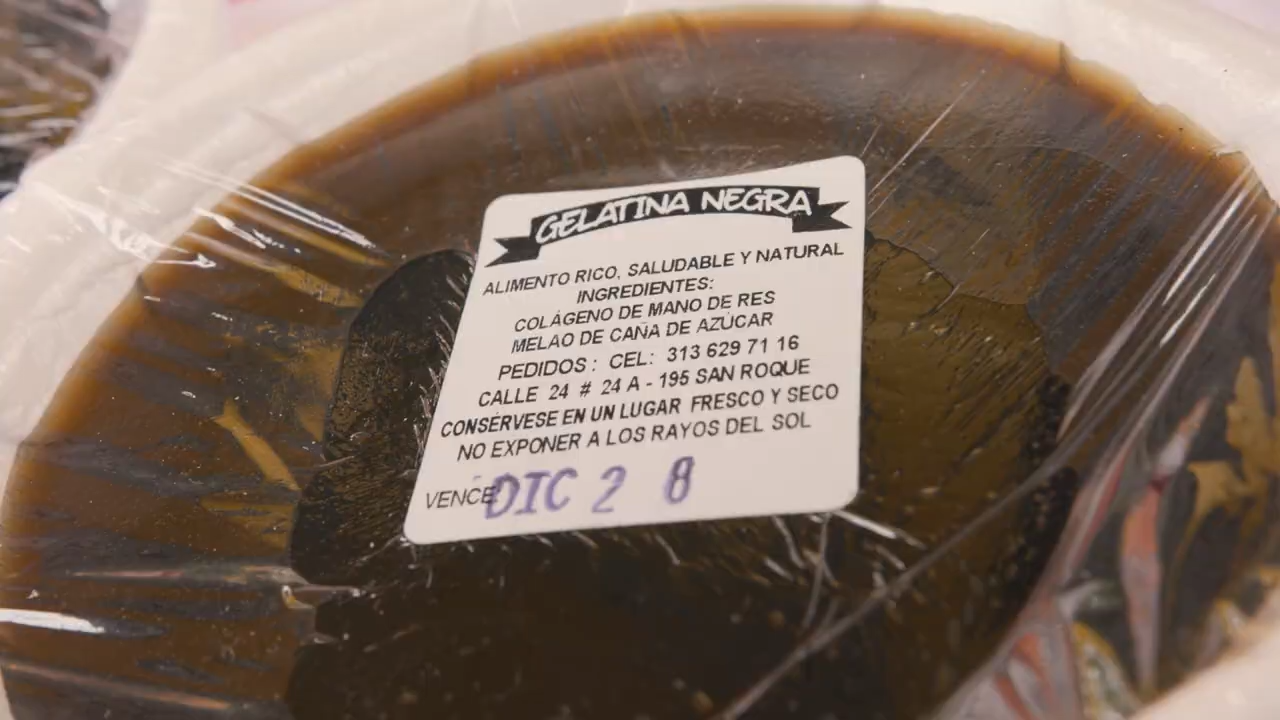 GELATINA NEGRA
ALIMENTO RICO, SALUDABLE Y NATURAL
INGREDIENTES:
COLÁGENO DE MANO DE RES
MELAO DE CAÑA DE AZÚCAR
PEDIDOS : CEL: 313 629 71 16
CALLE 24 # 24 A - 195 SAN ROQUE
CONSÉRVESE EN UN LUGAR FRESCO Y SECO
NO EXPONER A LOS RAYOS DEL SOL
VENCE: DIC 2 8